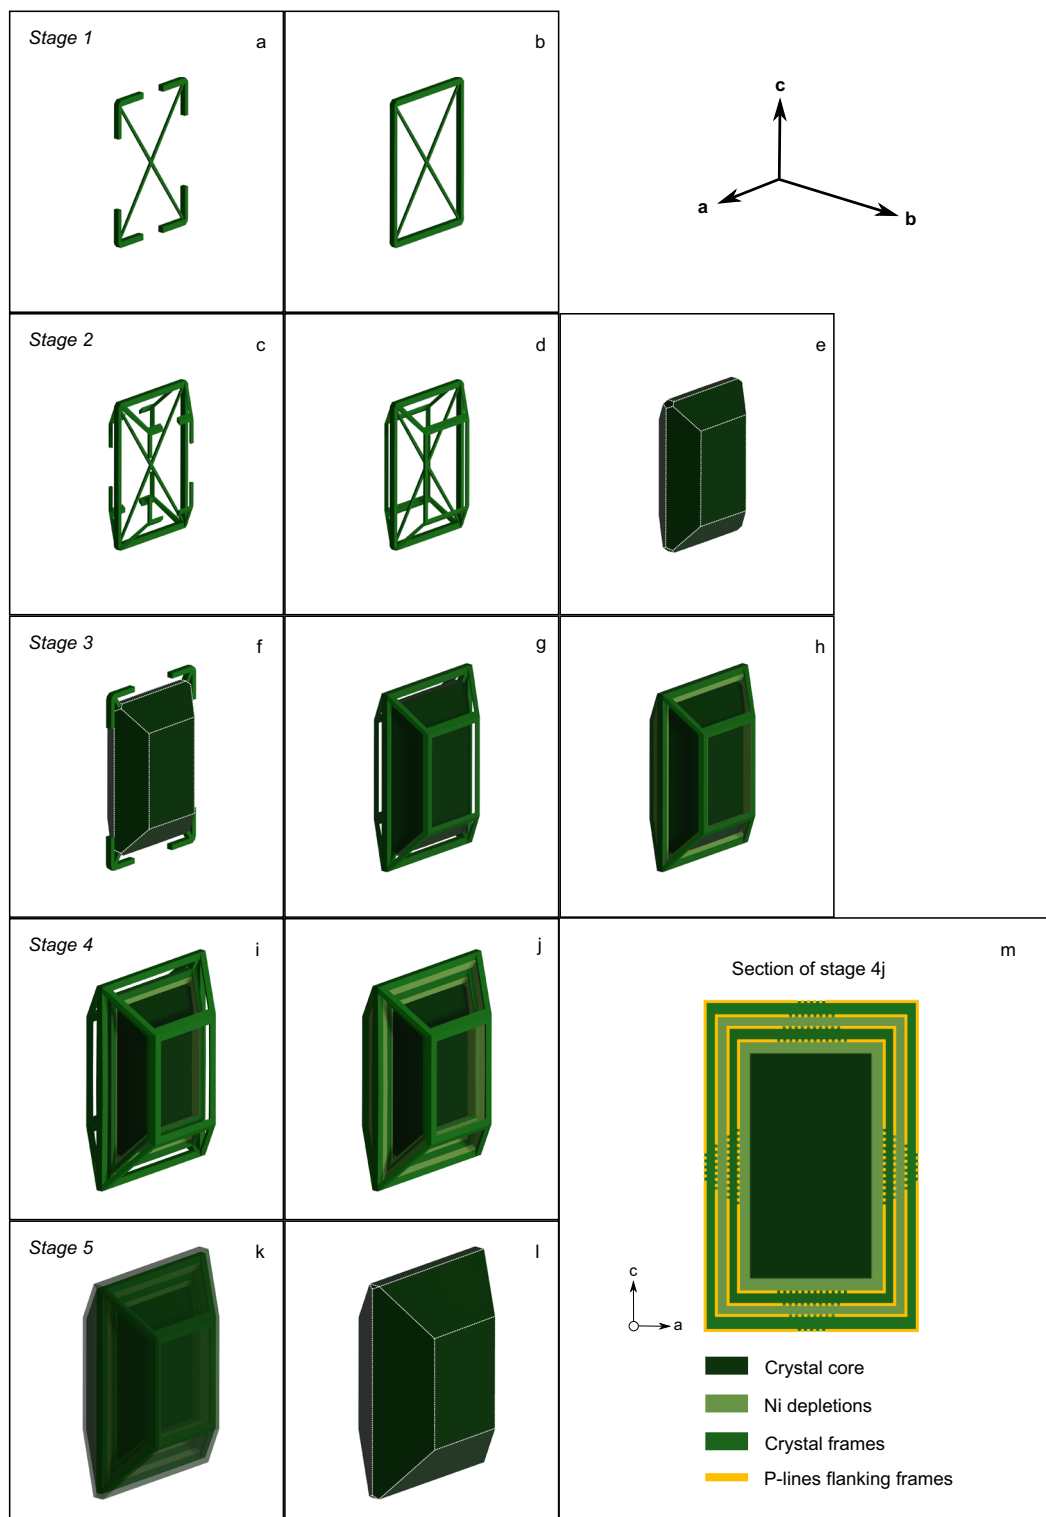 Stage 1
a
b
c
a
b
Stage 2
c
d
e
Stage 3
f
g
h
Stage 4
i
j
m
Section of stage 4j
Stage 5
k
l
c
a
Crystal core
Ni depletions
Crystal frames
P-lines flanking frames